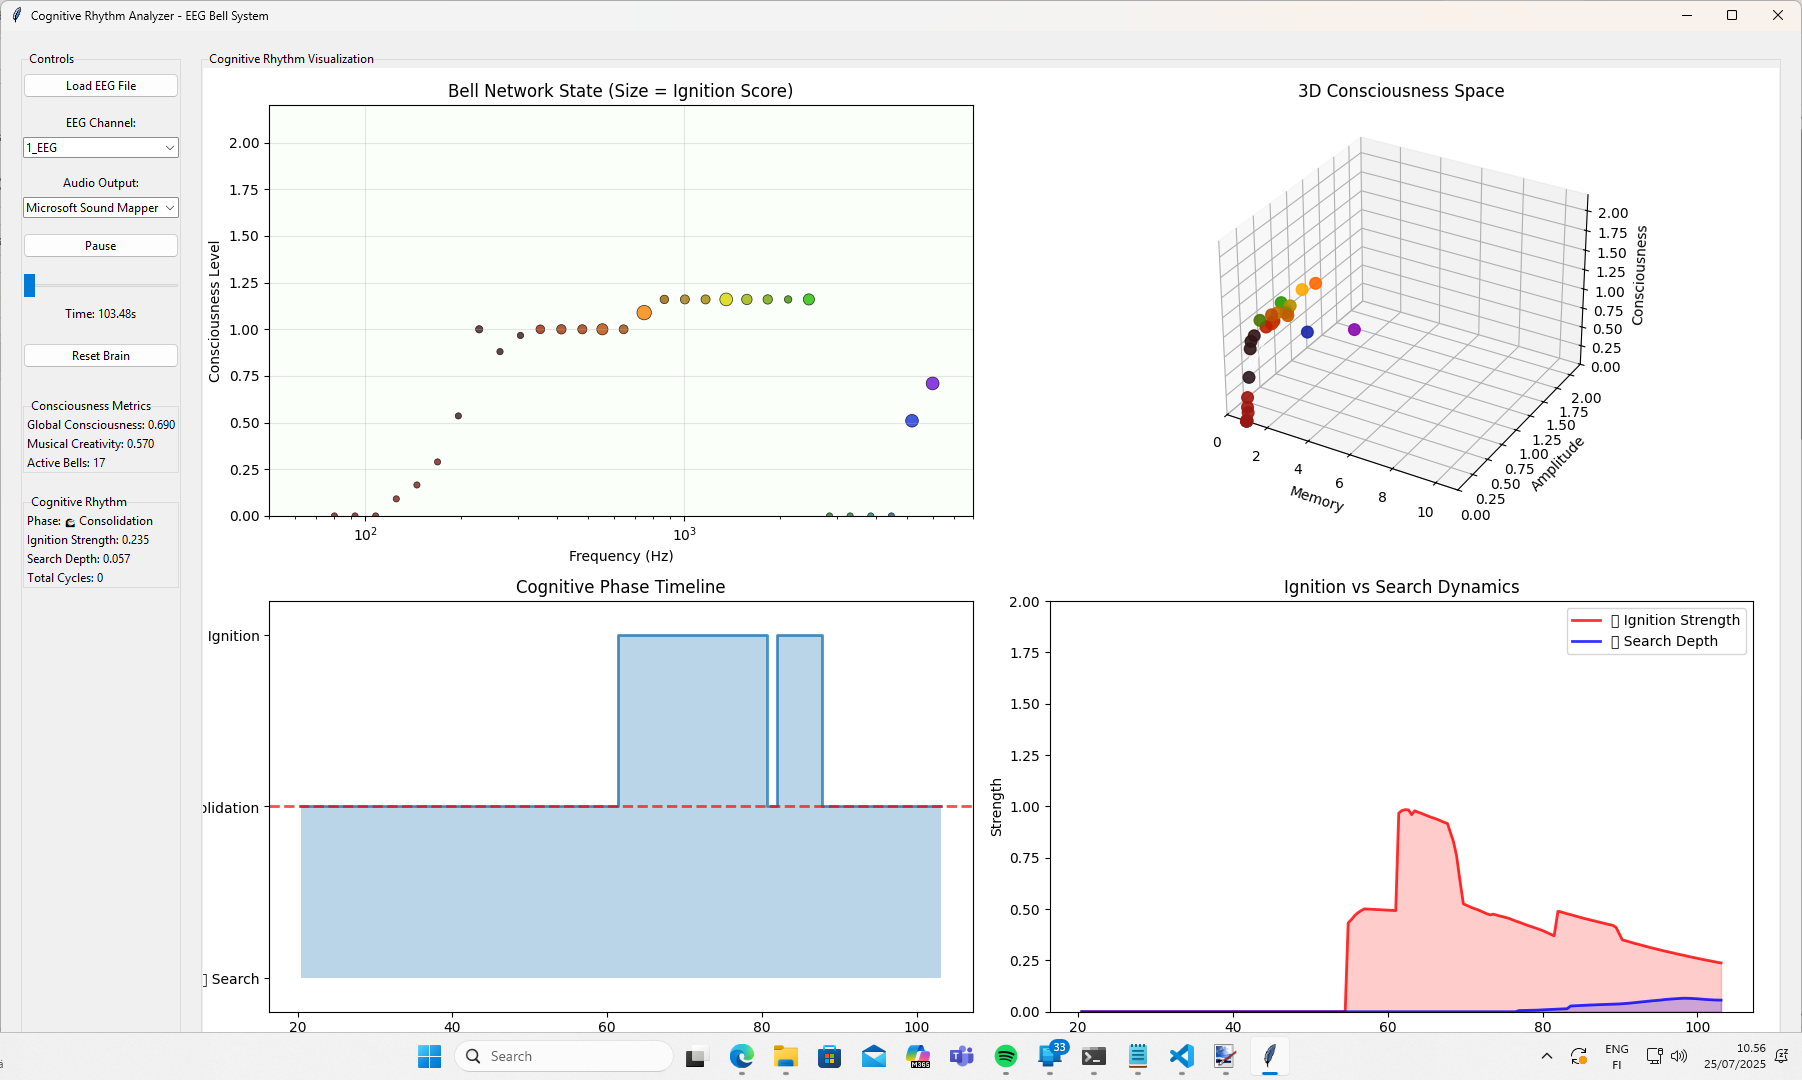 Cognitive Rhythm Analyzer - EEG Bell System
Controls
Load EEG File
EEG Channel:
1_EEG
Audio Output:
Microsoft Sound Mapper
Pause
Time: 103.48s
Reset Brain
Consciousness Metrics
Global Consciousness: 0.690
Musical Creativity: 0.570
Active Bells: 17
Cognitive Rhythm
Phase: Consolidation
Ignition Strength: 0.235
Search Depth: 0.057
Total Cycles: 0
Cognitive Rhythm Visualization
Bell Network State (Size = Ignition Score)
Consciousness Level
2.00
1.75
1.50
1.25
1.00
0.75
0.50
0.25
0.00
10²
10³
Frequency (Hz)
3D Consciousness Space
2.00
1.75
1.50
1.25
1.00
0.75
0.50
0.25
0.00
Consciousness
2.00
1.75
1.50
1.25
1.00
0.75
0.50
0.25
0.00
Amplitude
0
2
4
6
8
10
Memory
Cognitive Phase Timeline
Ignition
olidation
Search
20
40
60
80
100
Ignition vs Search Dynamics
Ignition Strength
Search Depth
Strength
2.00
1.75
1.50
1.25
1.00
0.75
0.50
0.25
0.00
20
40
60
80
100
Search
M365
33
ENG
FI
10.56
25/07/2025